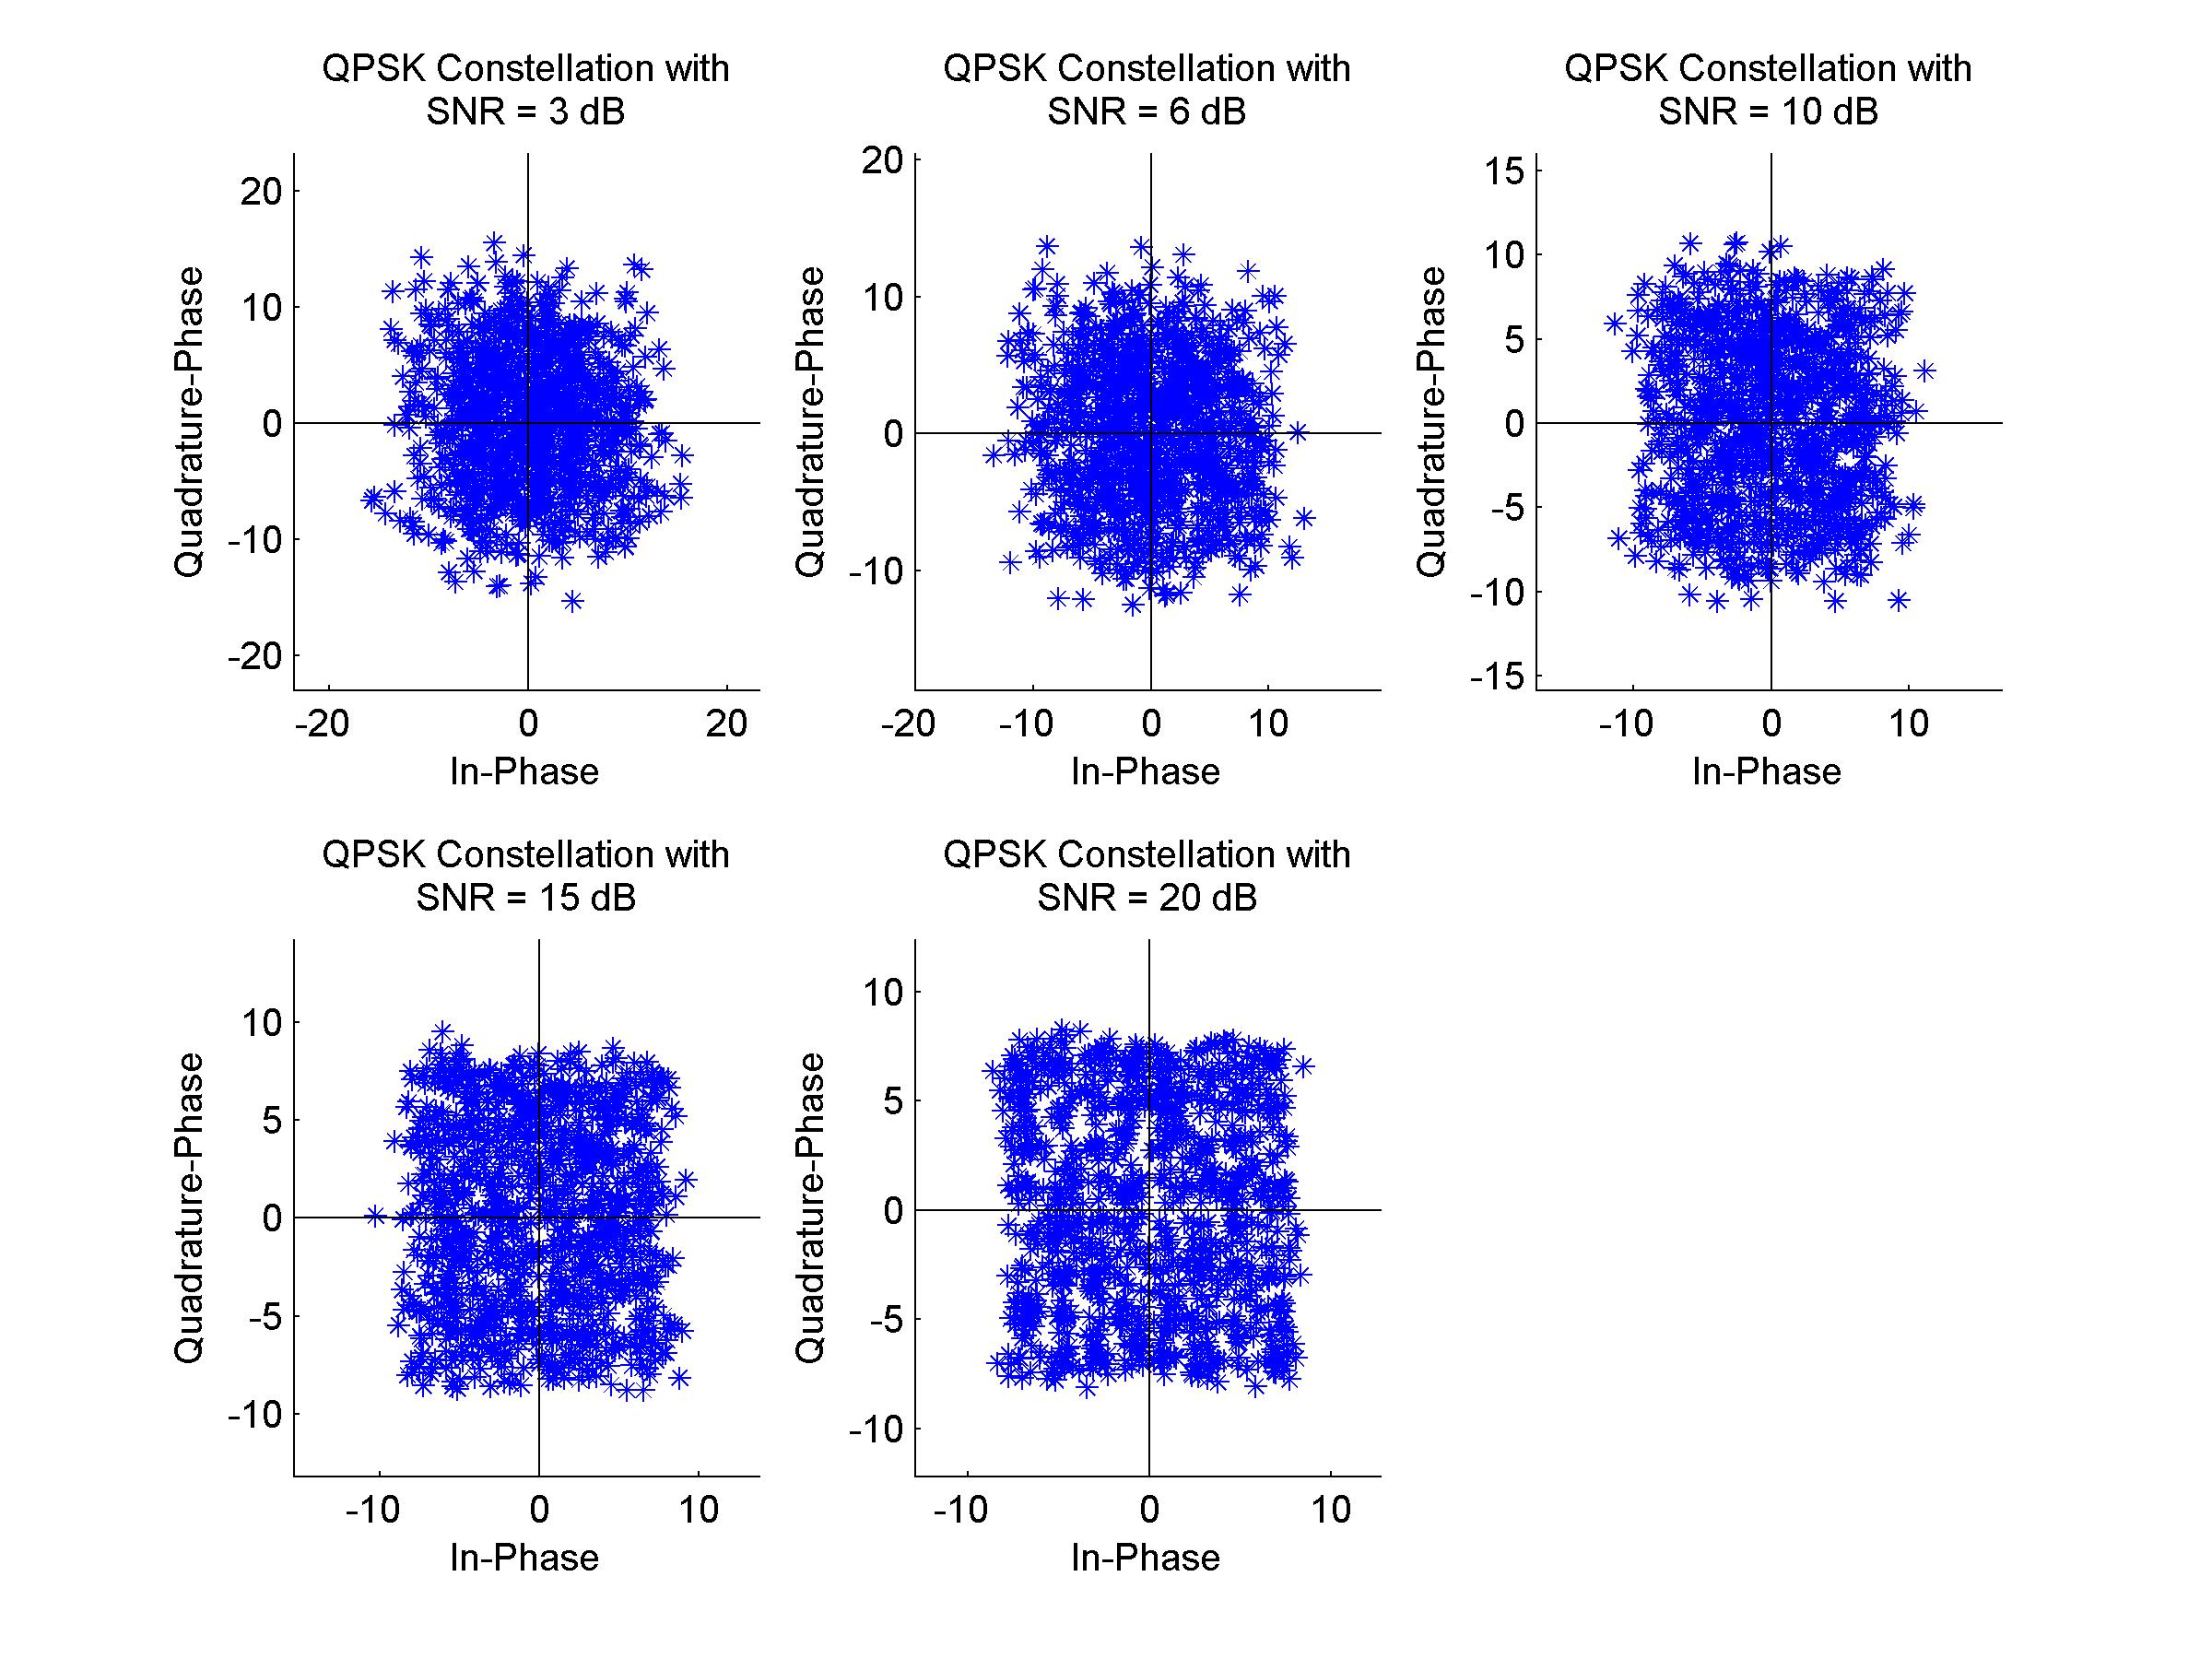 QPSK Constellation with
SNR = 3 dB
20
10
0
-10
-20
Quadrature-Phase
-20
0
20
In-Phase
QPSK Constellation with
SNR = 6 dB
20
10
0
-10
Quadrature-Phase
-20
-10
0
10
In-Phase
QPSK Constellation with
SNR = 10 dB
15
10
5
0
-5
-10
-15
Quadrature-Phase
-10
0
10
In-Phase
QPSK Constellation with
SNR = 15 dB
10
5
0
-5
-10
Quadrature-Phase
-10
0
10
In-Phase
QPSK Constellation with
SNR = 20 dB
10
5
0
-5
-10
Quadrature-Phase
-10
0
10
In-Phase